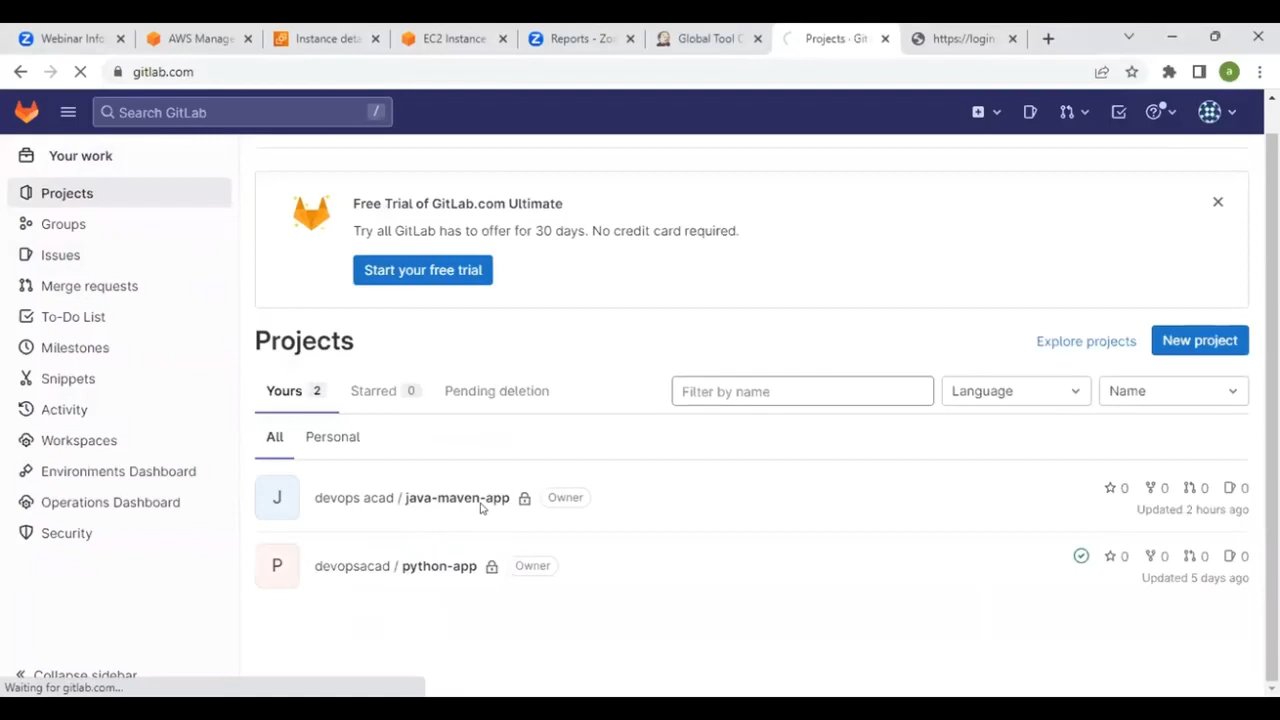 Webinar Info
AWS Manage
Instance deta
EC2 Instance
Reports - Zoo
Global Tool C
Projects · Git
https://login
gitlab.com
a
Search GitLab /
Your work
Projects
Groups
Issues
Merge requests
To-Do List
Milestones
Snippets
Activity
Workspaces
Environments Dashboard
Operations Dashboard
Security
Collapse sidebar
Waiting for gitlab.com...
Free Trial of GitLab.com Ultimate
Try all GitLab has to offer for 30 days. No credit card required.
Start your free trial
Projects
Explore projects
New project
Yours 2
Starred 0
Pending deletion
Filter by name
Language
Name
All
Personal
J
devops acad / java-maven-app
Owner
0 0 0 0
Updated 2 hours ago
P
devopsacad / python-app
Owner
0 0 0 0
Updated 5 days ago